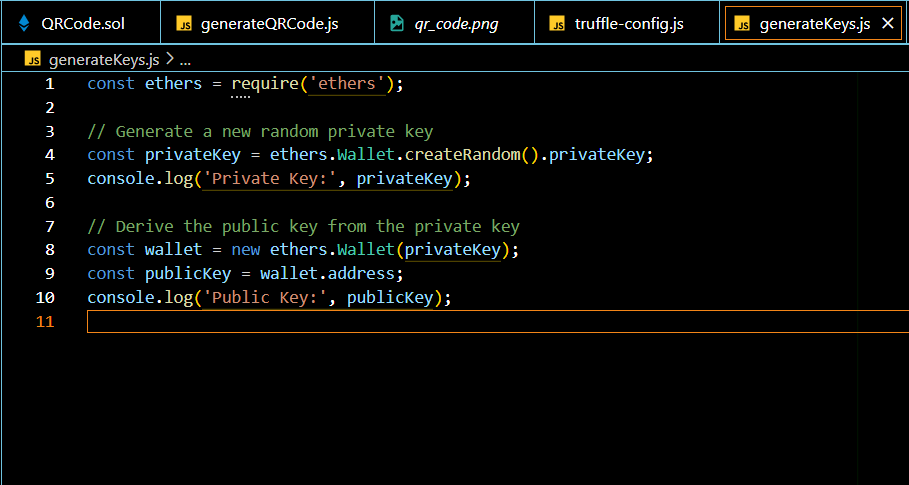 QRCode.sol JS generateQRCode.js qr_code.png JS truffle-config.js JS generateKeys.js
JS generateKeys.js > ...
1 const ethers = require('ethers');
2
3 // Generate a new random private key
4 const privateKey = ethers.Wallet.createRandom().privateKey;
5 console.log('Private Key:', privateKey);
6
7 // Derive the public key from the private key
8 const wallet = new ethers.Wallet(privateKey);
9 const publicKey = wallet.address;
10 console.log('Public Key:', publicKey);
11